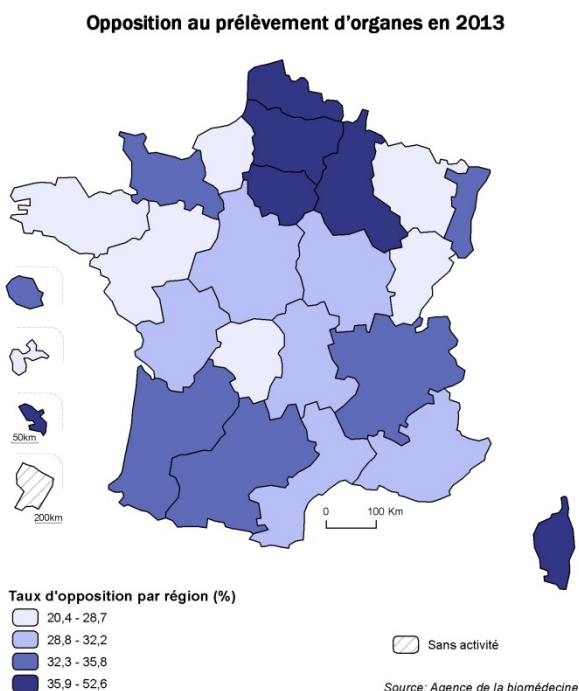 Opposition au prélèvement d'organes en 2013
50km
200km
0 100 Km
Taux d'opposition par région (%)
20,4 - 28,7
28,8 - 32,2
32,3 - 35,8
35,9 - 52,6
Sans activité
Source: Agence de la biomédecine